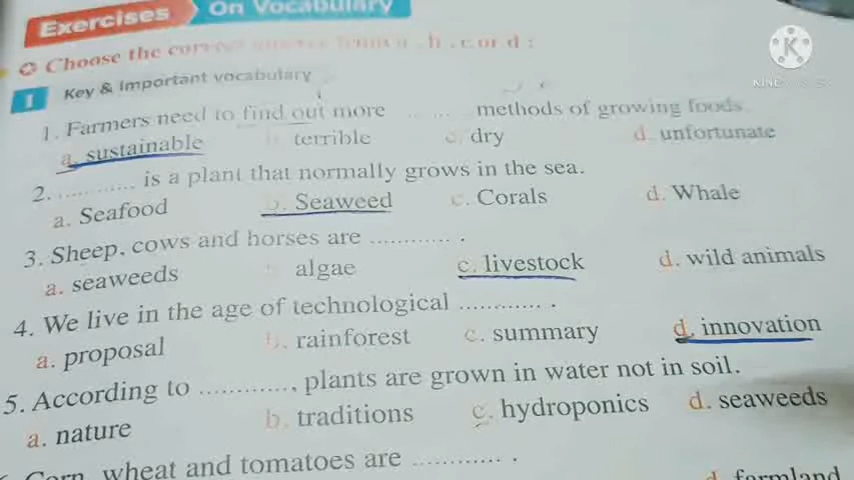 Exercises On Vocabulary
Choose the correct answer from a, b, c or d :
I Key & Important vocabulary
1. Farmers need to find out more ............ methods of growing foods.
a. sustainable b. terrible c. dry d. unfortunate
2. ............ is a plant that normally grows in the sea.
a. Seafood b. Seaweed c. Corals d. Whale
3. Sheep, cows and horses are ............ .
a. seaweeds algae c. livestock d. wild animals
4. We live in the age of technological ............ .
a. proposal b. rainforest c. summary d. innovation
5. According to ............, plants are grown in water not in soil.
a. nature b. traditions c. hydroponics d. seaweeds
Corn, wheat and tomatoes are ............ .
d. farmland
K